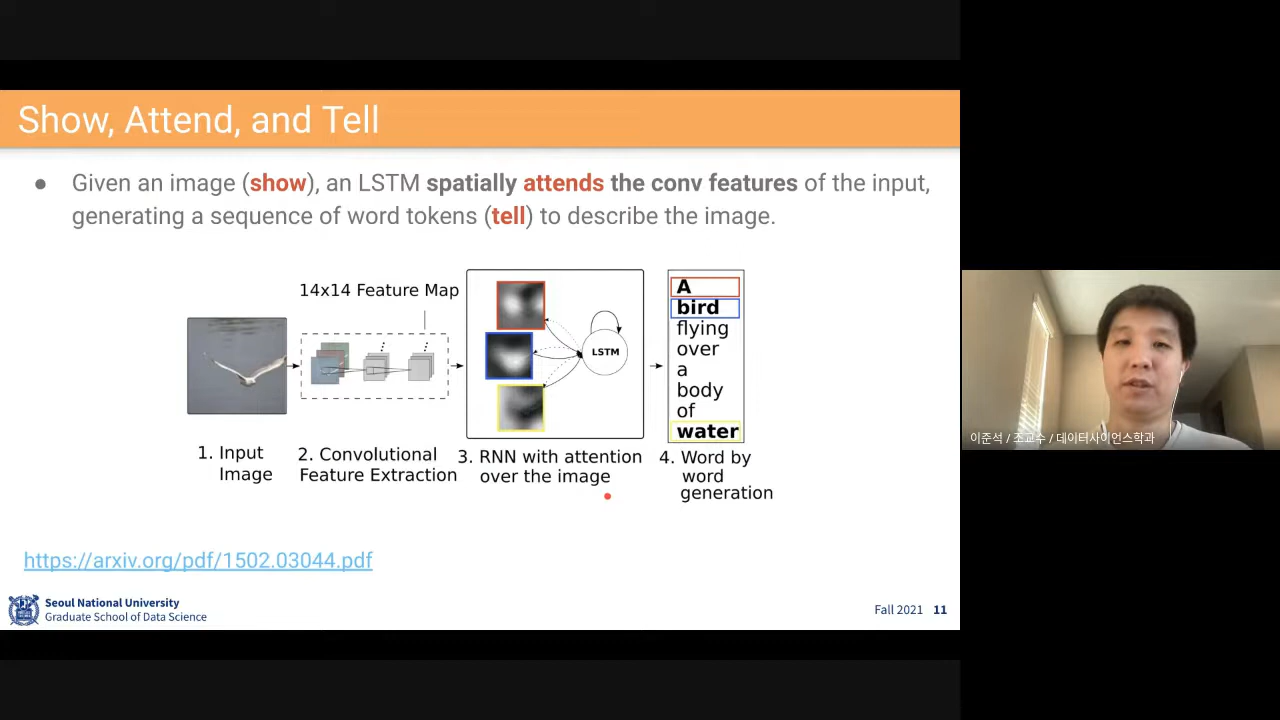 Show, Attend, and Tell
● Given an image (show), an LSTM spatially attends the conv features of the input,
generating a sequence of word tokens (tell) to describe the image.
14x14 Feature Map
LSTM
A
bird
flying
over
a
body
of
water
1. Input
Image
2. Convolutional
Feature Extraction
3. RNN with attention
over the image
4. Word by
word
generation
https://arxiv.org/pdf/1502.03044.pdf
Seoul National University
Graduate School of Data Science
Fall 2021 11
이준석 / 조교수 / 데이터사이언스학과